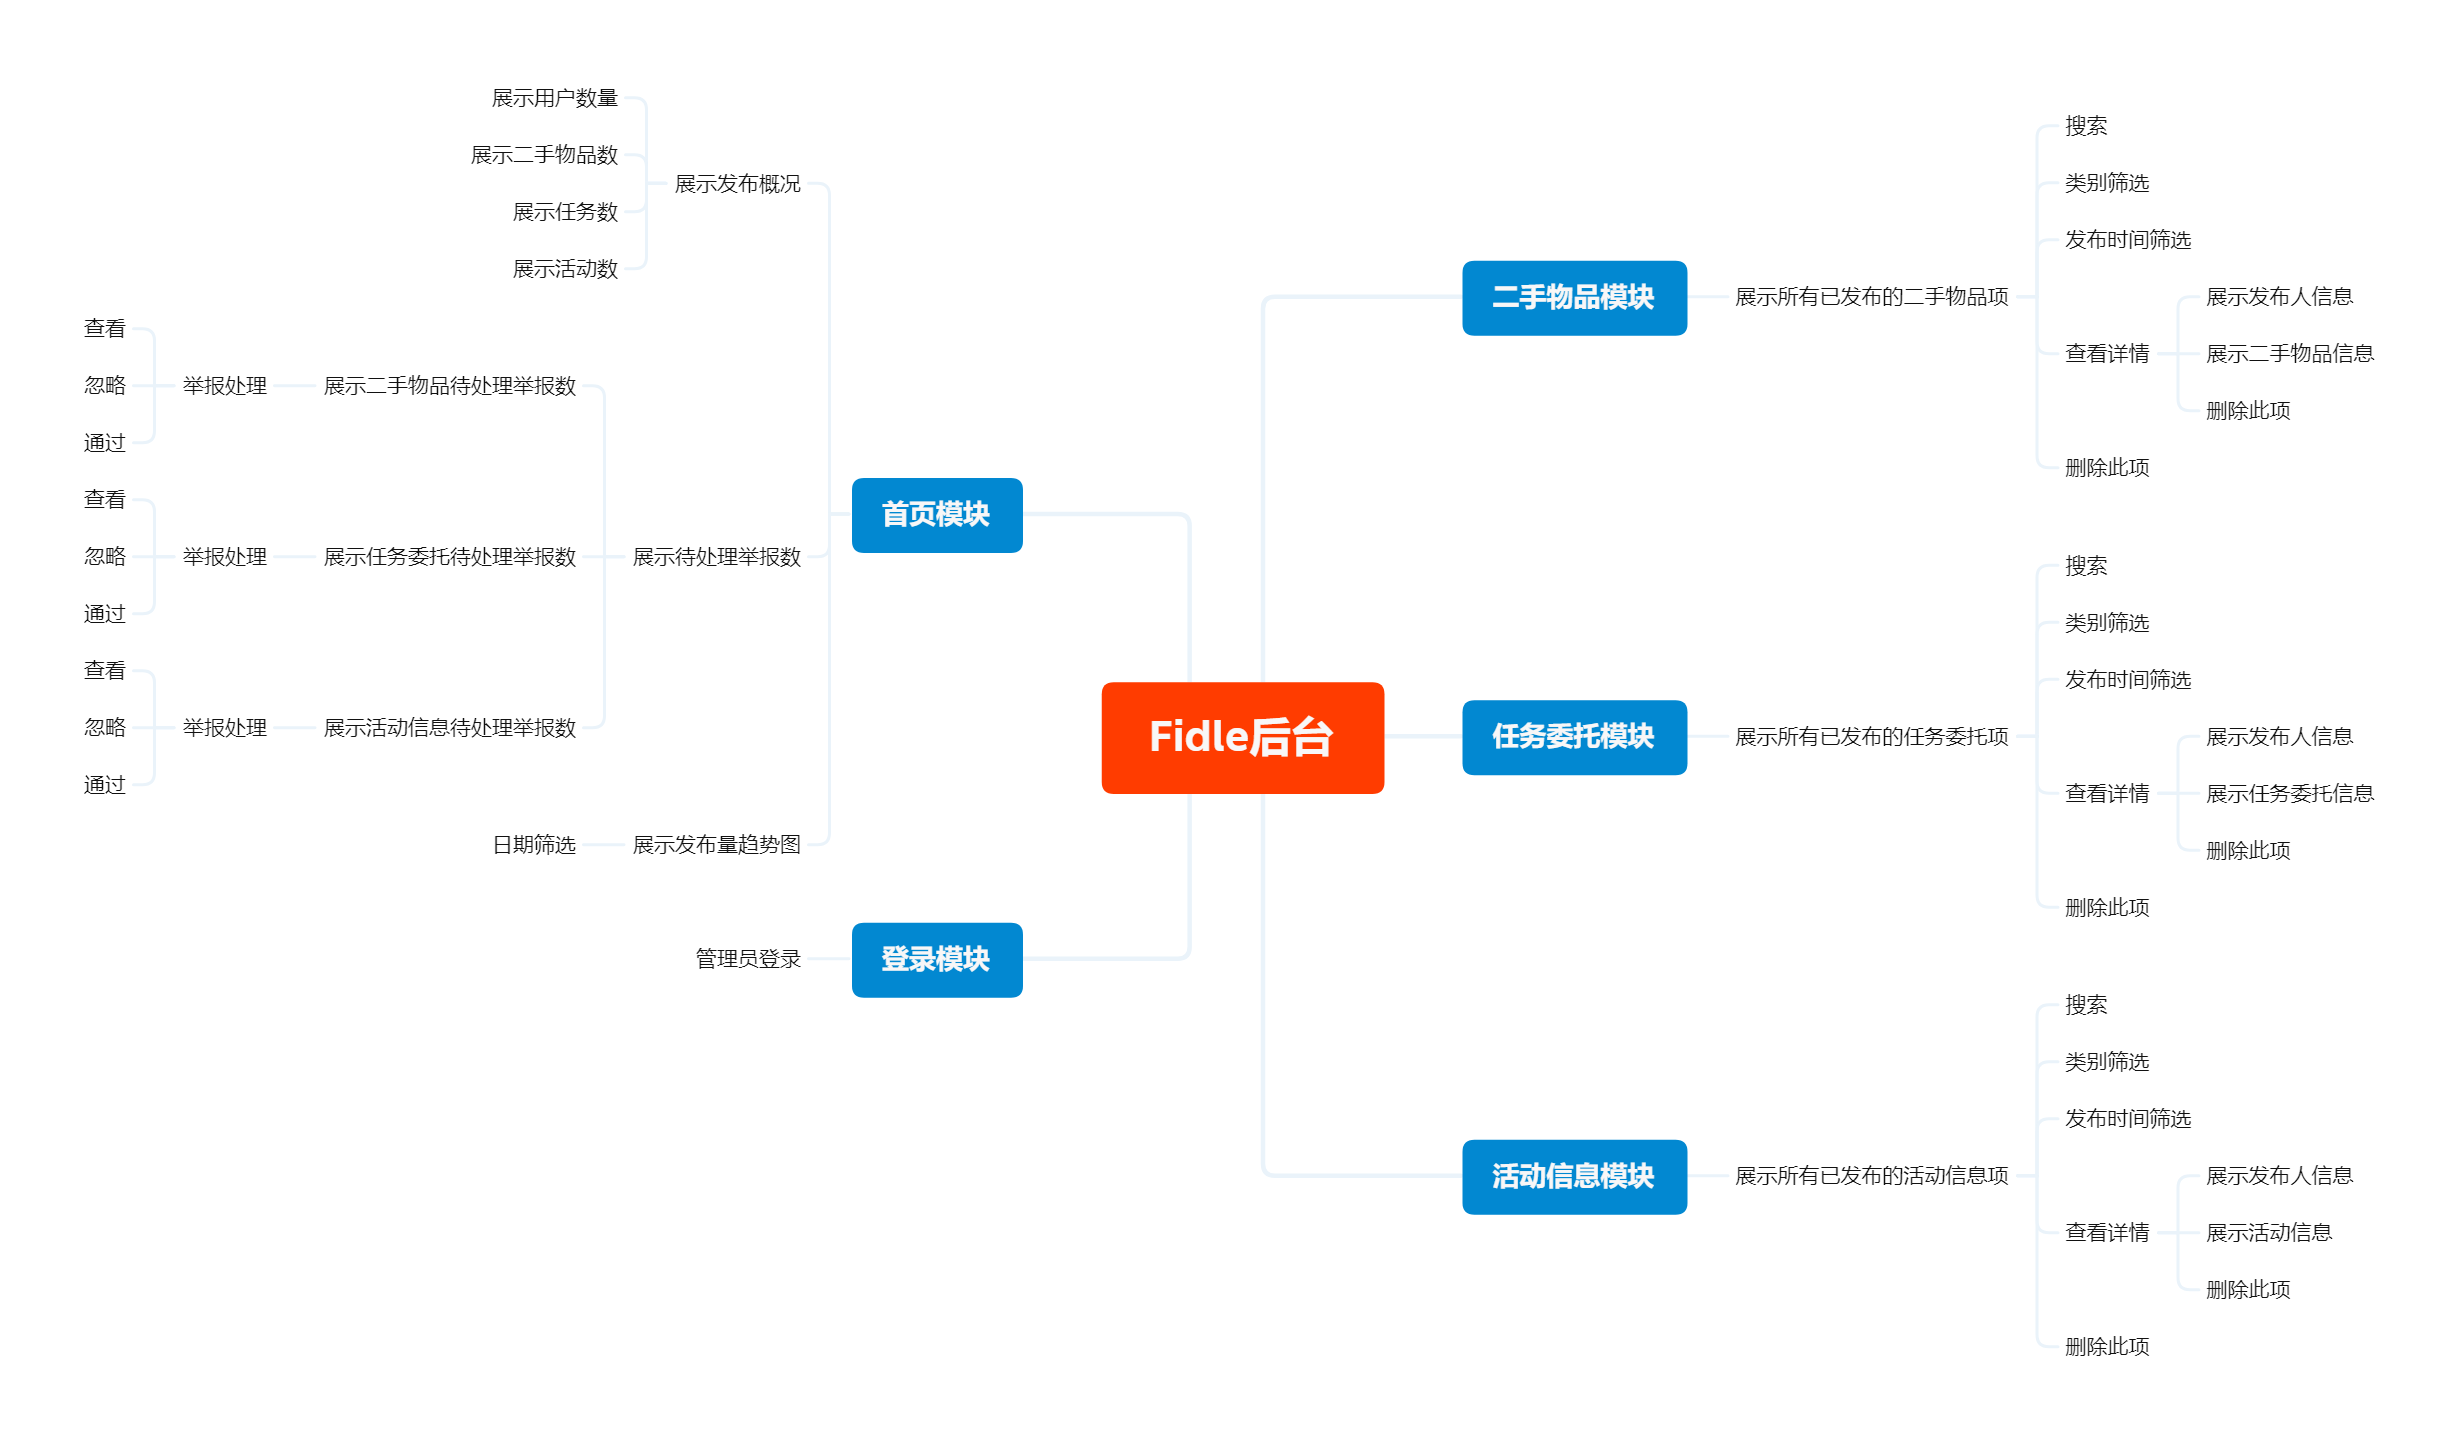 Fidle后台
二手物品模块
展示所有已发布的二手物品项
搜索
类别筛选
发布时间筛选
查看详情
展示发布人信息
展示二手物品信息
删除此项
删除此项
任务委托模块
展示所有已发布的任务委托项
搜索
类别筛选
发布时间筛选
查看详情
展示发布人信息
展示任务委托信息
删除此项
删除此项
活动信息模块
展示所有已发布的活动信息项
搜索
类别筛选
发布时间筛选
查看详情
展示发布人信息
展示活动信息
删除此项
删除此项
首页模块
展示发布概况
展示用户数量
展示二手物品数
展示任务数
展示活动数
展示待处理举报数
展示二手物品待处理举报数
举报处理
查看
忽略
通过
展示任务委托待处理举报数
举报处理
查看
忽略
通过
展示活动信息待处理举报数
举报处理
查看
忽略
通过
展示发布量趋势图
日期筛选
登录模块
管理员登录